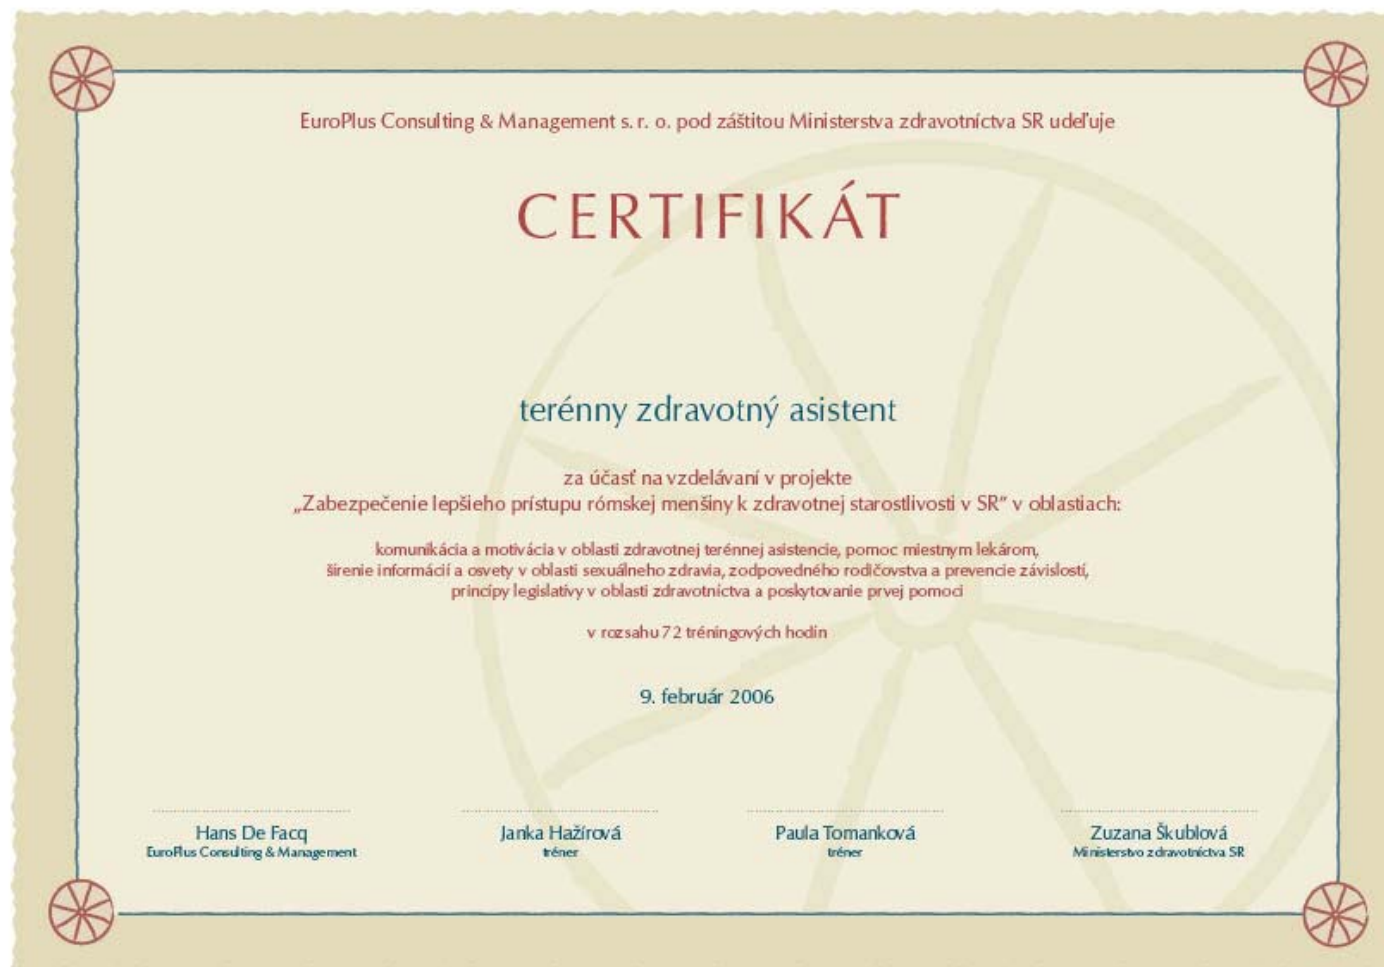 EuroPlus Consulting & Management s. r. o. pod záštitou Ministerstva zdravotníctva SR udeľuje
CERTIFIKÁT
terénny zdravotný asistent
za účasť na vzdelávaní v projekte
„Zabezpečenie lepšieho prístupu rómskej menšiny k zdravotnej starostlivosti v SR“ v oblastiach:
komunikácia a motivácia v oblasti zdravotnej terénnej asistencie, pomoc miestnym lekárom,
šírenie informácií a osvety v oblasti sexuálneho zdravia, zodpovedného rodičovstva a prevencie závislostí,
princípy legislatívy v oblasti zdravotníctva a poskytovanie prvej pomoci
v rozsahu 72 tréningových hodín
9. február 2006
Hans De Facq
EuroPlus Consulting & Management
Janka Hažírová
tréner
Paula Tomanková
tréner
Zuzana Škublová
Ministerstvo zdravotníctva SR